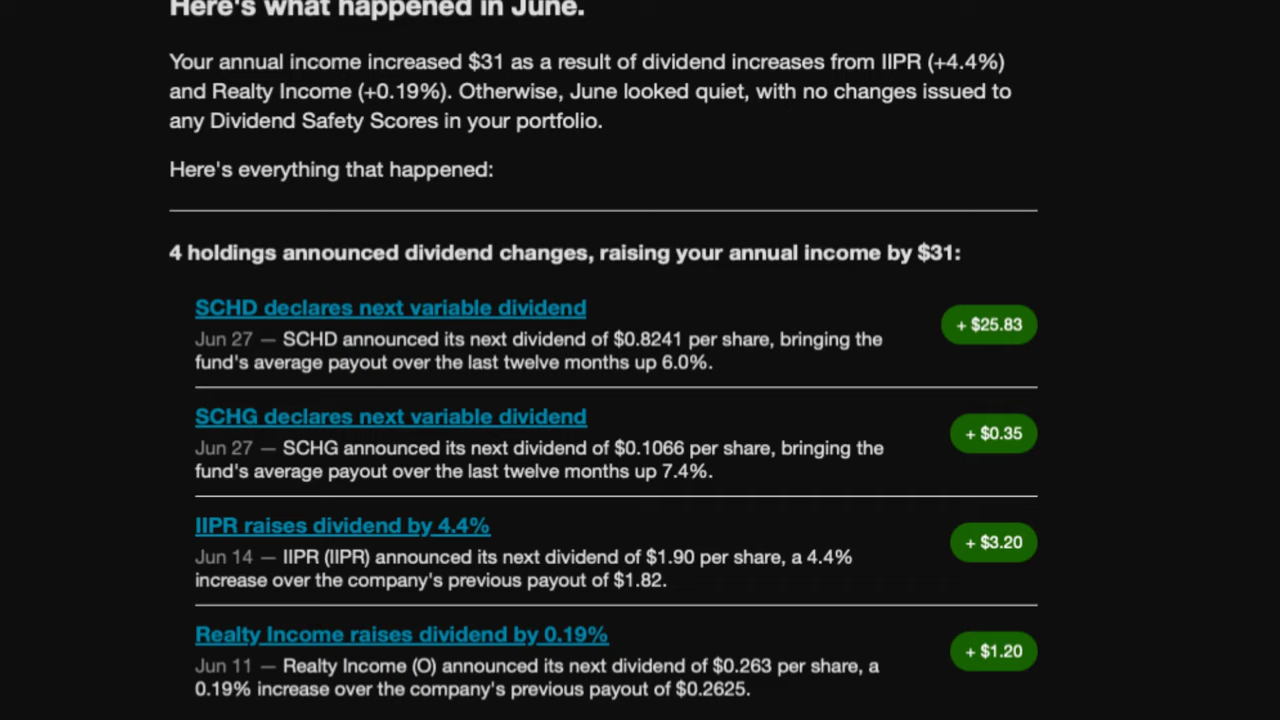 Here's what happened in June.
Your annual income increased $31 as a result of dividend increases from IIPR (+4.4%)
and Realty Income (+0.19%). Otherwise, June looked quiet, with no changes issued to
any Dividend Safety Scores in your portfolio.
Here's everything that happened:
4 holdings announced dividend changes, raising your annual income by $31:
SCHD declares next variable dividend
Jun 27 — SCHD announced its next dividend of $0.8241 per share, bringing the
fund's average payout over the last twelve months up 6.0%.
+ $25.83
SCHG declares next variable dividend
Jun 27 — SCHG announced its next dividend of $0.1066 per share, bringing the
fund's average payout over the last twelve months up 7.4%.
+ $0.35
IIPR raises dividend by 4.4%
Jun 14 — IIPR (IIPR) announced its next dividend of $1.90 per share, a 4.4%
increase over the company's previous payout of $1.82.
+ $3.20
Realty Income raises dividend by 0.19%
Jun 11 — Realty Income (O) announced its next dividend of $0.263 per share, a
0.19% increase over the company's previous payout of $0.2625.
+ $1.20